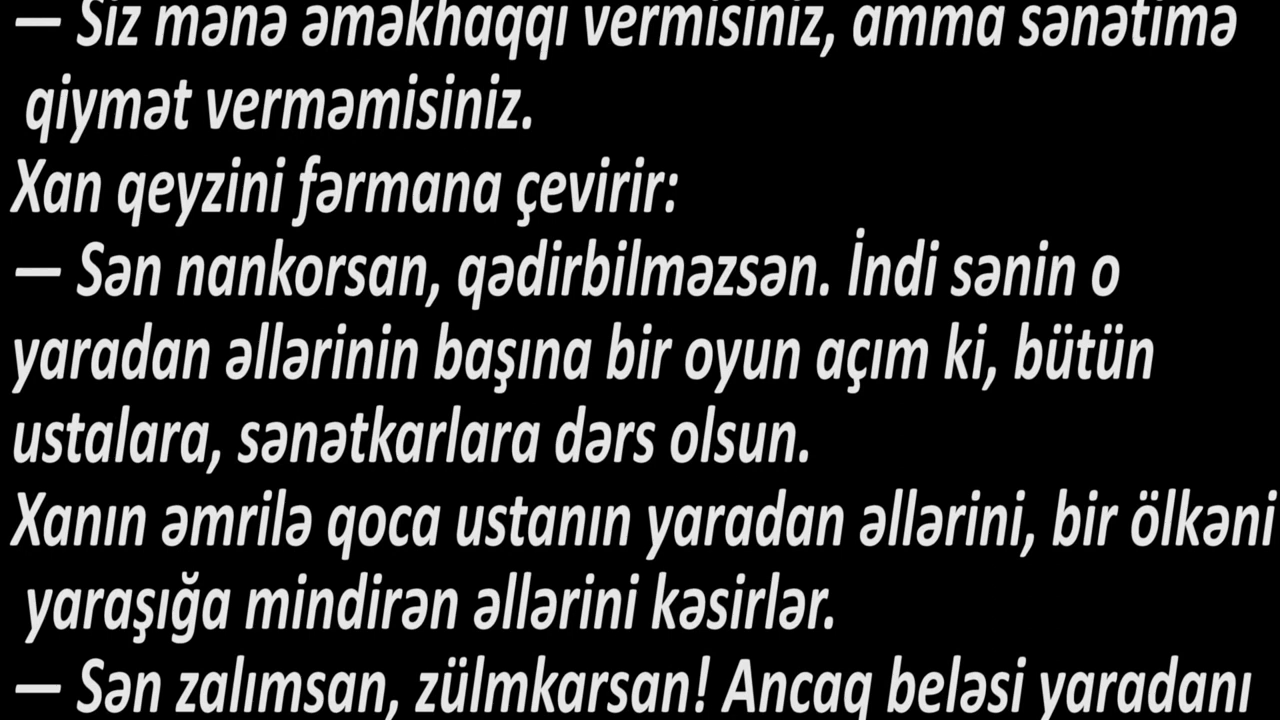 — Siz mənə əməkhaqqı vermisiniz, amma sənətimə
qiymət verməmisiniz.
Xan qeyzini fərmana çevirir:
— Sən nankorsan, qədirbilməzsən. İndi sənin o
yaradan əllərinin başına bir oyun açım ki, bütün
ustalara, sənətkarlara dərs olsun.
Xanın əmrilə qoca ustanın yaradan əllərini, bir ölkəni
yaraşığa mindirən əllərini kəsirlər.
— Sən zalımsan, zülmkarsan! Ancaq beləsi yaradanı